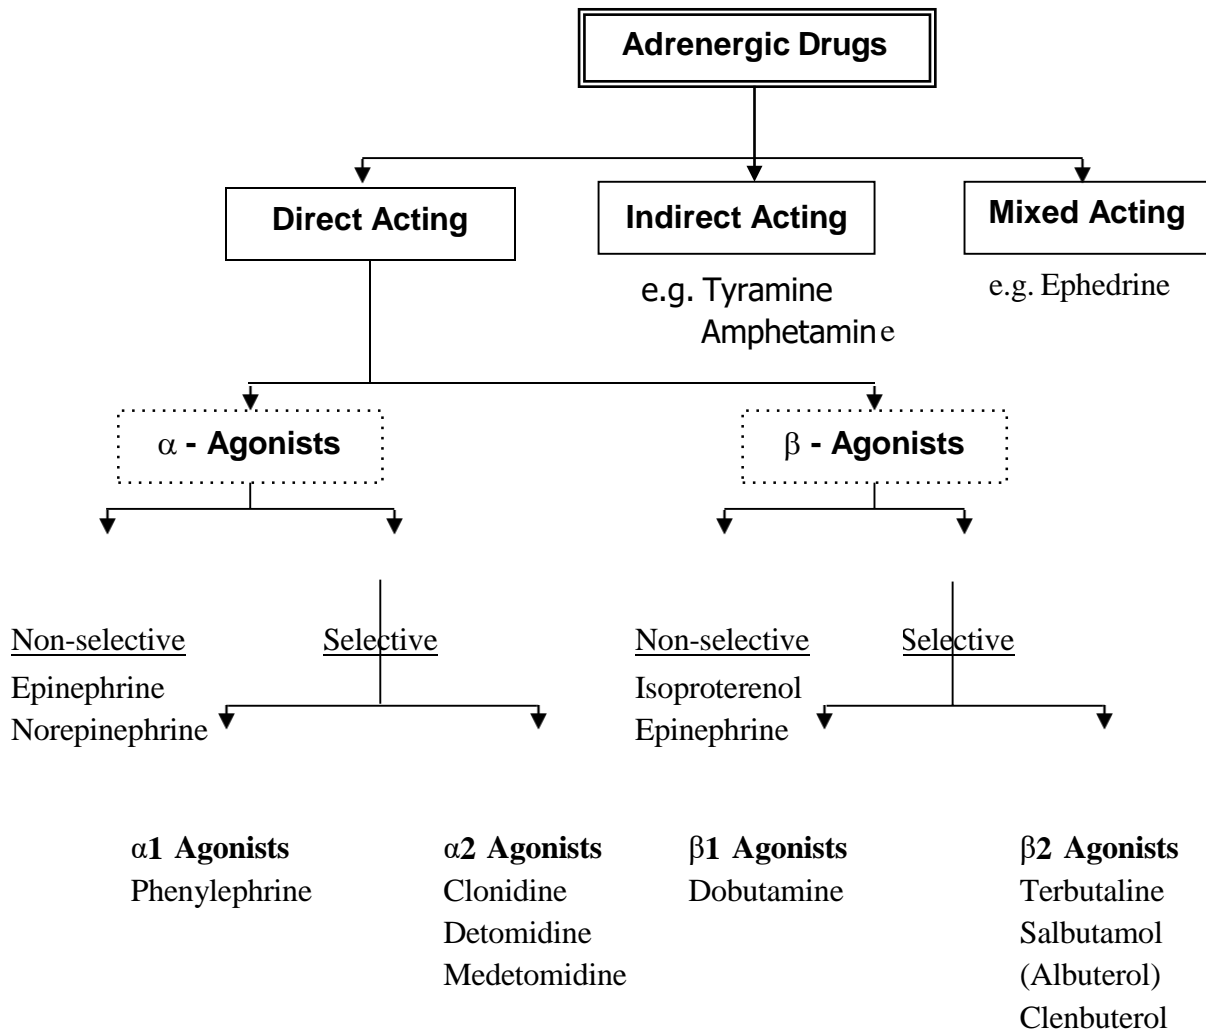 Adrenergic Drugs
Direct Acting
Indirect Acting
Mixed Acting
e.g. Tyramine
Amphetamine
e.g. Ephedrine
α - Agonists
β - Agonists
Non-selective
Selective
Non-selective
Selective
Epinephrine
Norepinephrine
Isoproterenol
Epinephrine
α1 Agonists
Phenylephrine
α2 Agonists
Clonidine
Detomidine
Medetomidine
β1 Agonists
Dobutamine
β2 Agonists
Terbutaline
Salbutamol
(Albuterol)
Clenbuterol